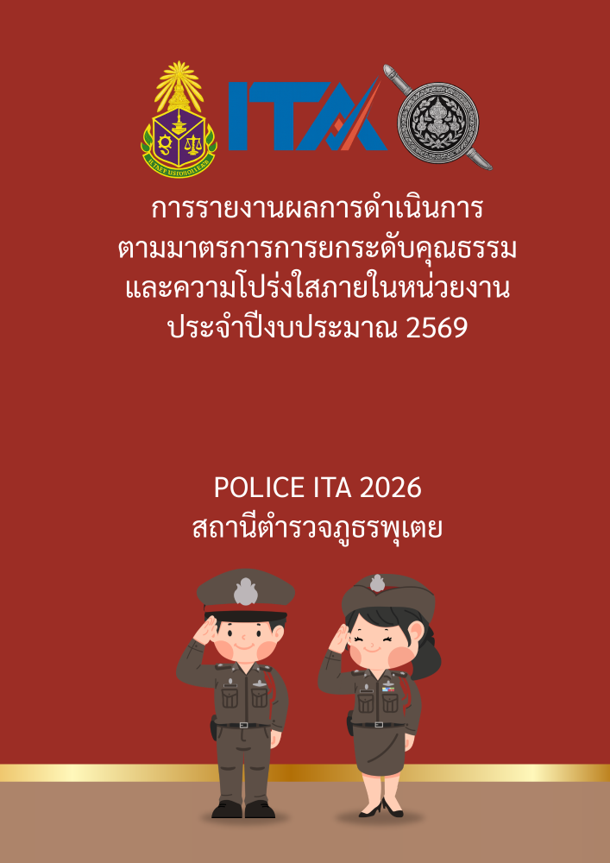 ITA
การรายงานผลการดำเนินการ
ตามมาตรการการยกระดับคุณธรรม
และความโปร่งใสภายในหน่วยงาน
ประจำปีงบประมาณ 2569
POLICE ITA 2026
สถานีตำรวจภูธรพุเตย